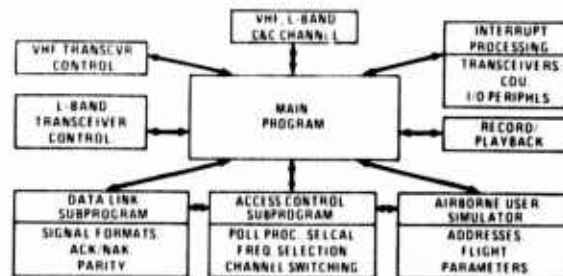 VHF, L-BAND
C&C CHANNEL
INTERRUPT
PROCESSING
TRANSCEIVERS
CDU
I/O PERIPHLS
VHF TRANSCVR
CONTROL
MAIN
PROGRAM
L-BAND
TRANSCEIVER
CONTROL
RECORD/
PLAYBACK
DATA LINK
SUBPROGRAM
SIGNAL FORMATS
ACK/NAK
PARITY
ACCESS CONTROL
SUBPROGRAM
POLL PROC. SELCAL
FREQ. SELECTION
CHANNEL SWITCHING
AIRBORNE USER
SIMULATOR
ADDRESSES
FLIGHT
PARAMETERS